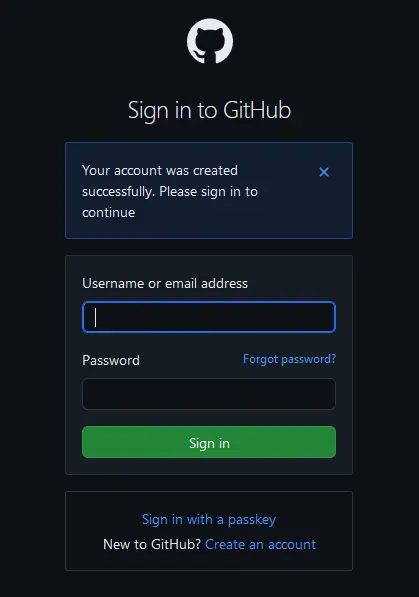 Sign in to GitHub
Your account was created
successfully. Please sign in to
continue
Username or email address
Password
Forgot password?
Sign in
Sign in with a passkey
New to GitHub? Create an account